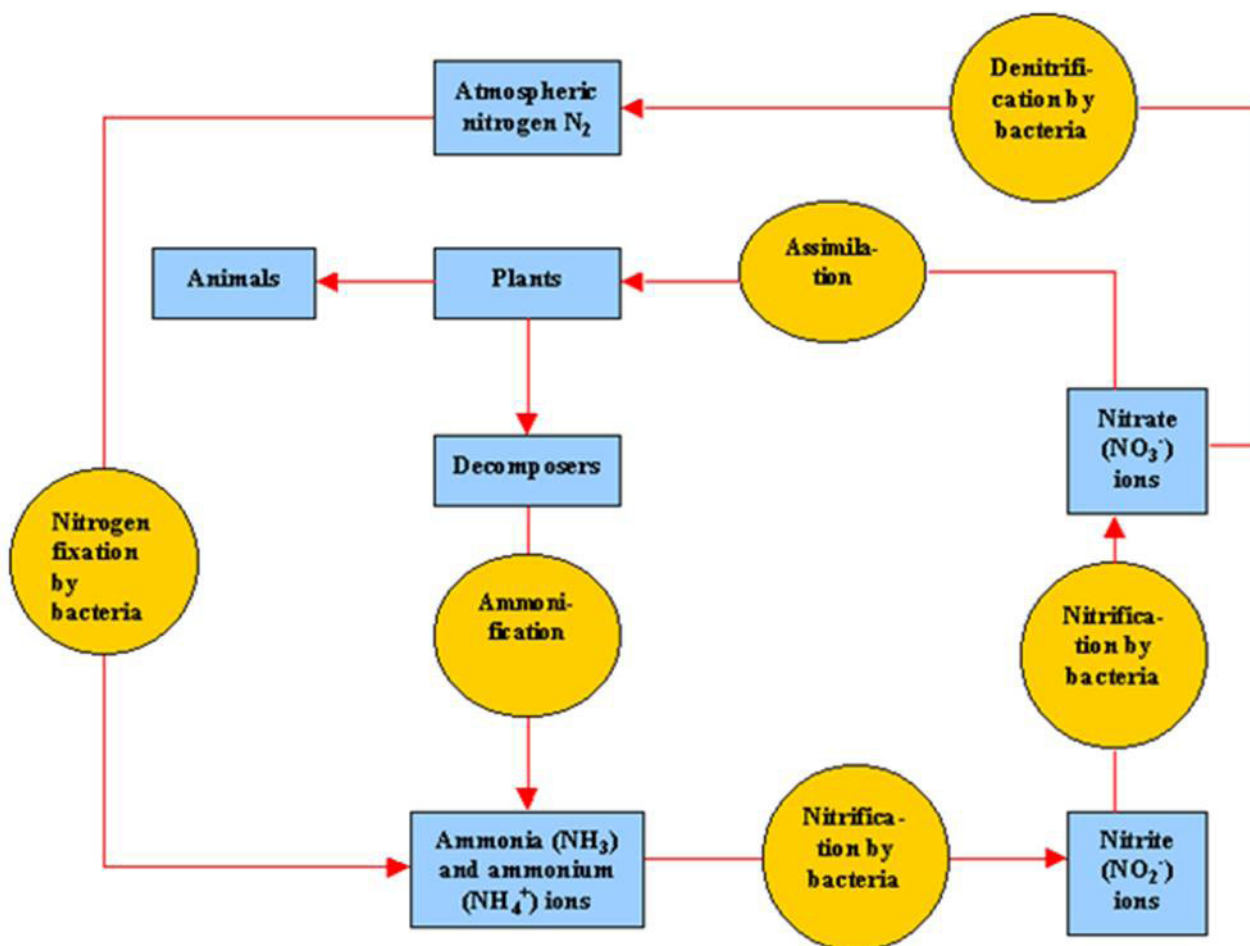 Atmospheric
nitrogen N₂
Denitrifi-
cation by
bacteria
Animals
Plants
Assimila-
tion
Decomposers
Nitrate
(NO₃⁻)
ions
Nitrogen
fixation
by
bacteria
Ammoni-
fication
Nitrifica-
tion by
bacteria
Ammonia (NH₃)
and ammonium
(NH₄⁺) ions
Nitrifica-
tion by
bacteria
Nitrite
(NO₂⁻)
ions